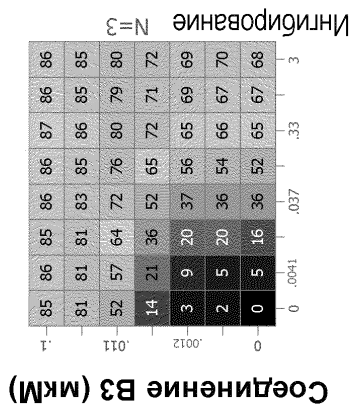 Соединение B3 (мкМ)
0 .0012 .011 .1
0 0 2 3 14 52 81 85
.0041 5 5 9 21 57 81 86
16 20 20 36 64 81 85
.037 36 36 37 52 72 83 86
52 54 56 65 76 85 86
.33 65 66 65 72 80 86 87
67 67 69 71 79 85 86
3 68 70 69 72 80 85 86
Ингибирование N=3